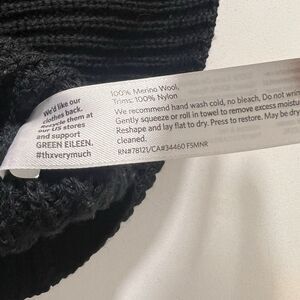 We'd like our
clothes back.
Recycle them at
our US stores
and support
GREEN EILEEN.
#thxverymuch
100% Merino Wool,
Trims: 100% Nylon
We recommend hand wash cold, no bleach, Do not wring
Gently squeeze or roll in towel to remove excess moistu
Reshape and lay flat to dry. Press to restore. May be dry
cleaned.
RN#78121/CA#34460 FSMNR